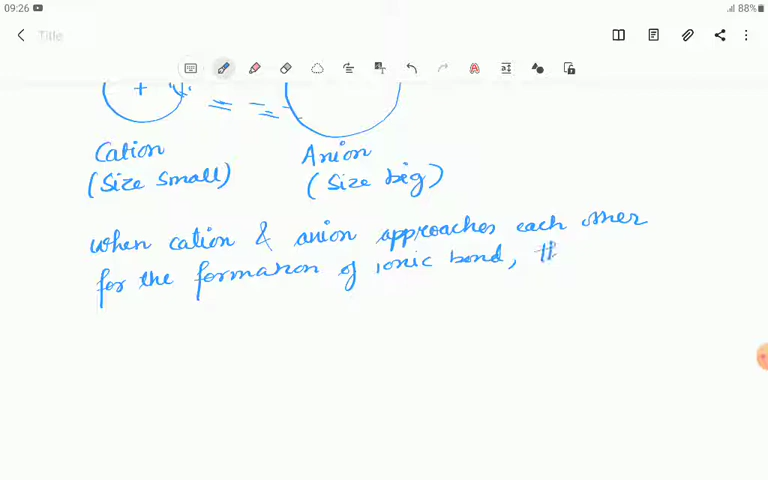 09:26
88%
Title
+
Cation
Anion
(Size small)
(Size big)
when cation & anion approaches each other
for the formation of ionic bond, th